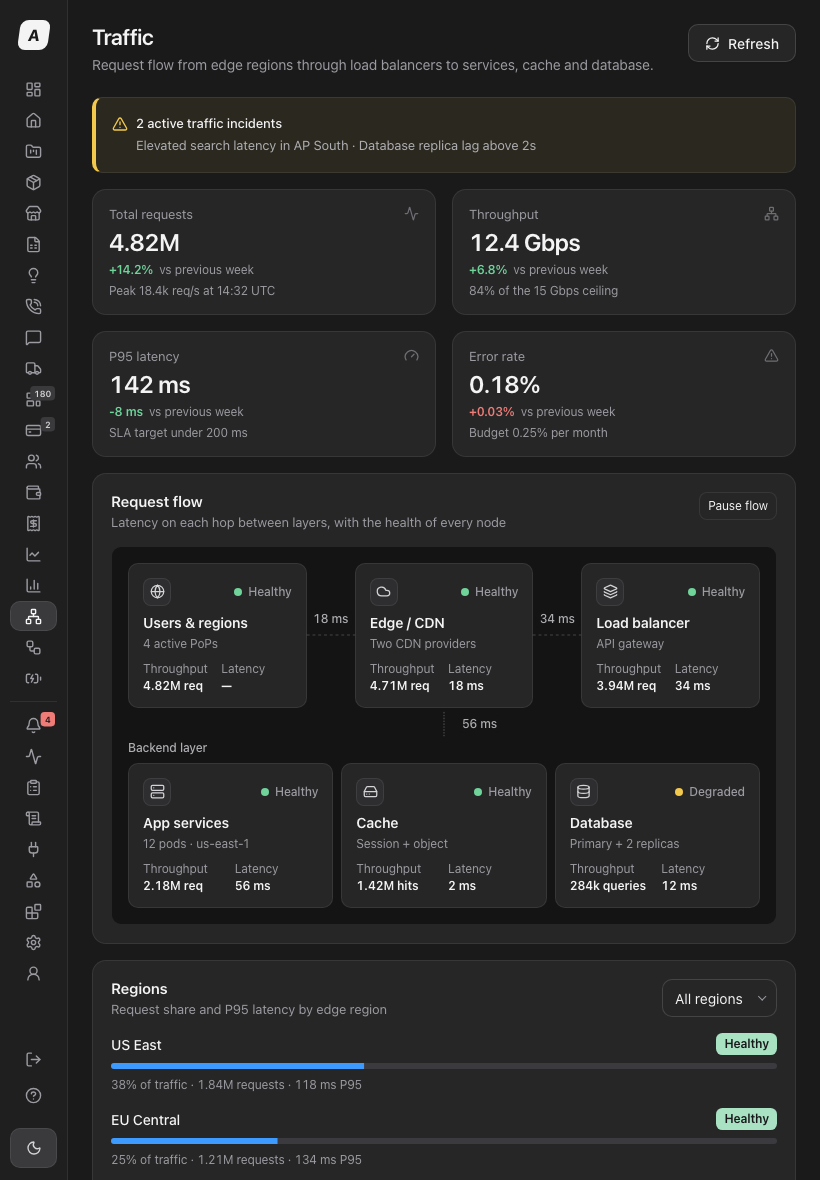 A
Traffic
Request flow from edge regions through load balancers to services, cache and database.
Refresh
2 active traffic incidents
Elevated search latency in AP South · Database replica lag above 2s
Total requests
4.82M
+14.2% vs previous week
Peak 18.4k req/s at 14:32 UTC
Throughput
12.4 Gbps
+6.8% vs previous week
84% of the 15 Gbps ceiling
P95 latency
142 ms
-8 ms vs previous week
SLA target under 200 ms
Error rate
0.18%
+0.03% vs previous week
Budget 0.25% per month
180
2
4
Request flow
Latency on each hop between layers, with the health of every node
Pause flow
Healthy
Users & regions
4 active PoPs
Throughput Latency
4.82M req —
18 ms
Healthy
Edge / CDN
Two CDN providers
Throughput Latency
4.71M req 18 ms
34 ms
Healthy
Load balancer
API gateway
Throughput Latency
3.94M req 34 ms
56 ms
Backend layer
Healthy
App services
12 pods · us-east-1
Throughput Latency
2.18M req 56 ms
Healthy
Cache
Session + object
Throughput Latency
1.42M hits 2 ms
Degraded
Database
Primary + 2 replicas
Throughput Latency
284k queries 12 ms
Regions
Request share and P95 latency by edge region
All regions
US East
Healthy
38% of traffic · 1.84M requests · 118 ms P95
EU Central
Healthy
25% of traffic · 1.21M requests · 134 ms P95